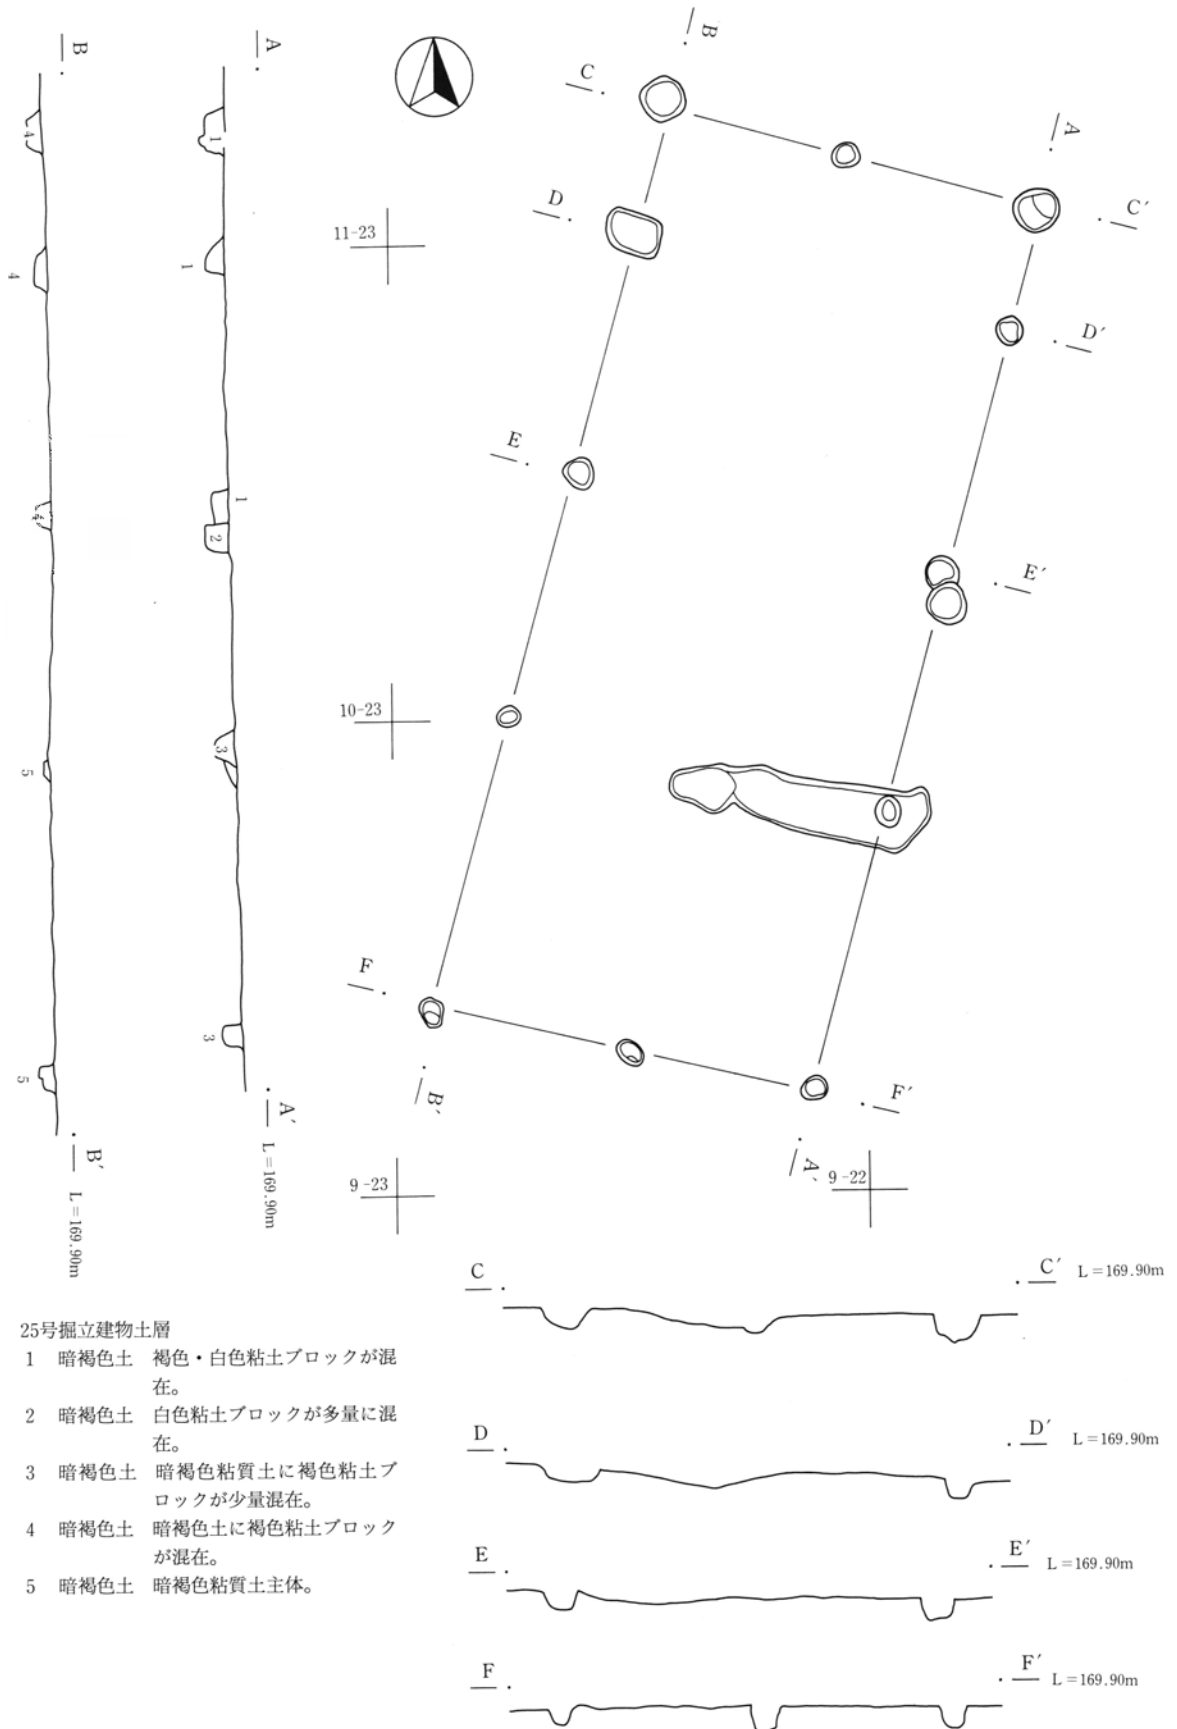 B
A
B
C
A
C′
D
11-23
D′
E
E′
10-23
F
F′
B′
A′
9-23
9-22
4
4
4
5
5
B′
L=169.90m
1
1
1
2
3
3
A′
L=169.90m
C
C′ L=169.90m
D
D′ L=169.90m
E
E′ L=169.90m
F
F′ L=169.90m
25号掘立建物土層
1 暗褐色土 褐色・白色粘土ブロックが混
在。
2 暗褐色土 白色粘土ブロックが多量に混
在。
3 暗褐色土 暗褐色粘質土に褐色粘土ブ
ロックが少量混在。
4 暗褐色土 暗褐色土に褐色粘土ブロック
が混在。
5 暗褐色土 暗褐色粘質土主体。